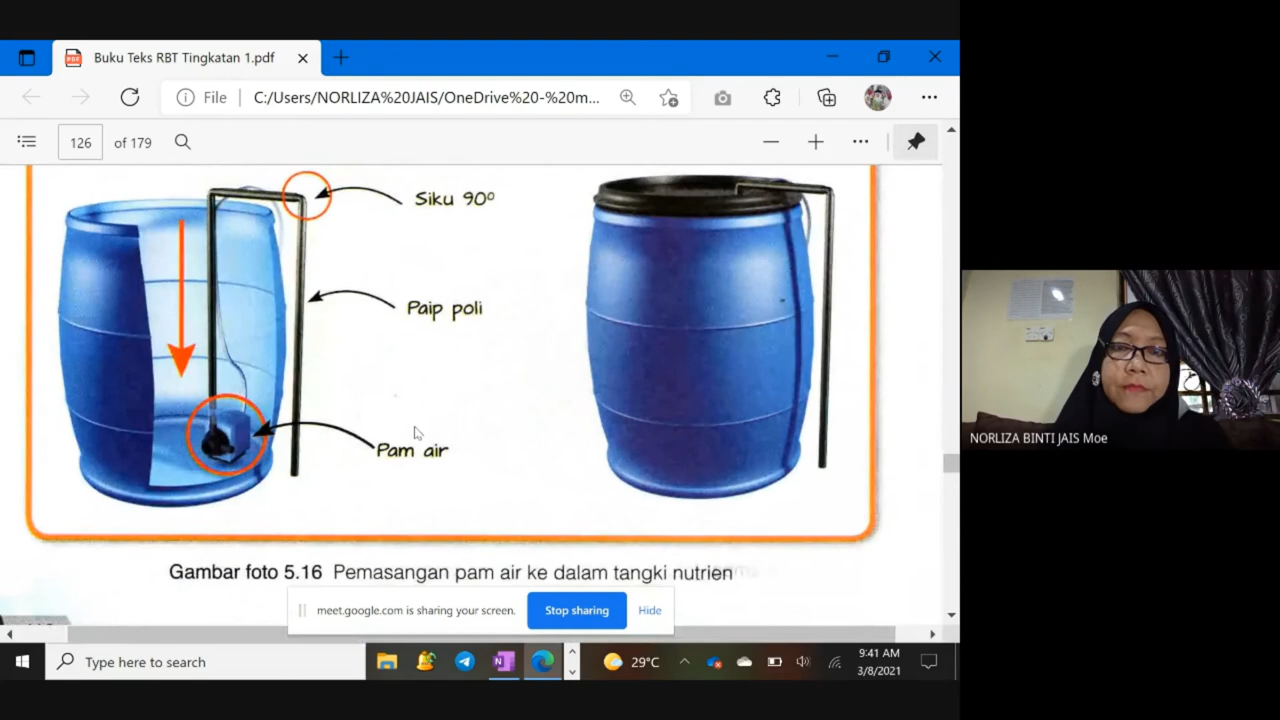 Buku Teks RBT Tingkatan 1.pdf
File
C:/Users/NORLIZA%20JAIS/OneDrive%20-%20m...
126 of 179
Siku 90°
Paip poli
Pam air
Gambar foto 5.16 Pemasangan pam air ke dalam tangki nutrien
meet.google.com is sharing your screen.
Stop sharing
Hide
NORLIZA BINTI JAIS Moe
Type here to search
29°C
9:41 AM
3/8/2021